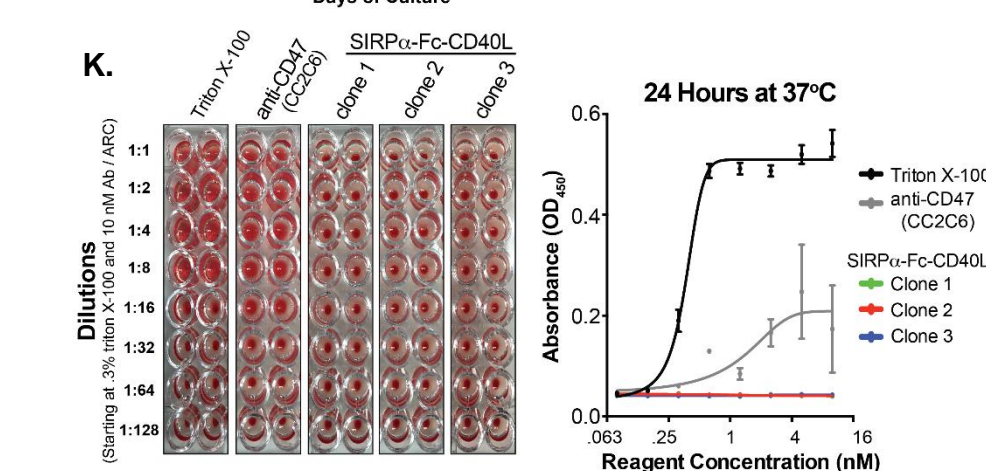 Days of Culture
K.
Triton X-100
anti-CD47
(CC2C6)
SIRPα-Fc-CD40L
clone 1
clone 2
clone 3
Dilutions
(Starting at .3% triton X-100 and 10 nM Ab / ARC)
1:1
1:2
1:4
1:8
1:16
1:32
1:64
1:128
24 Hours at 37°C
Absorbance (OD450)
0.6
0.4
0.2
0.0
.063 .25 1 4 16
Reagent Concentration (nM)
Triton X-100
anti-CD47
(CC2C6)
SIRPα-Fc-CD40L
Clone 1
Clone 2
Clone 3